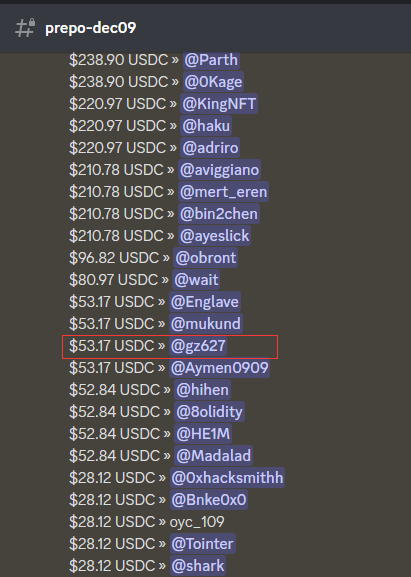 prepo-dec09
$238.90 USDC » @Parth
$238.90 USDC » @0Kage
$220.97 USDC » @KingNFT
$220.97 USDC » @haku
$220.97 USDC » @adriro
$210.78 USDC » @aviggiano
$210.78 USDC » @mert_eren
$210.78 USDC » @bin2chen
$210.78 USDC » @ayeslick
$96.82 USDC » @obront
$80.97 USDC » @wait
$53.17 USDC » @Englave
$53.17 USDC » @mukund
$53.17 USDC » @gz627
$53.17 USDC » @Aymen0909
$52.84 USDC » @hihen
$52.84 USDC » @8olidity
$52.84 USDC » @HE1M
$52.84 USDC » @Madalad
$28.12 USDC » @0xhacksmithh
$28.12 USDC » @Bnke0x0
$28.12 USDC » oyc_109
$28.12 USDC » @Tointer
$28.12 USDC » @shark